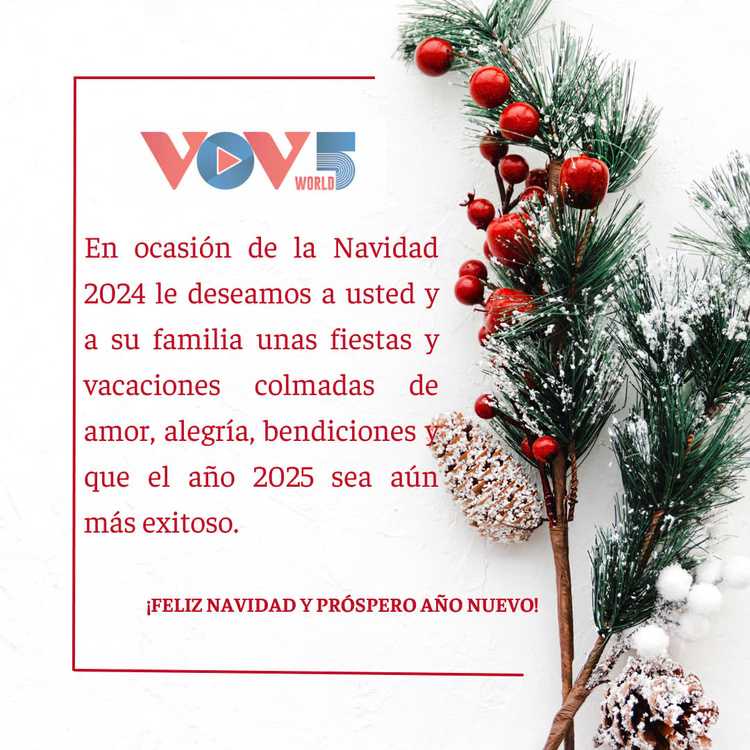 VOV5
WORLD
En ocasión de la Navidad
2024 le deseamos a usted y
a su familia unas fiestas y
vacaciones colmadas de
amor, alegría, bendiciones y
que el año 2025 sea aún
más exitoso.
¡FELIZ NAVIDAD Y PRÓSPERO AÑO NUEVO!